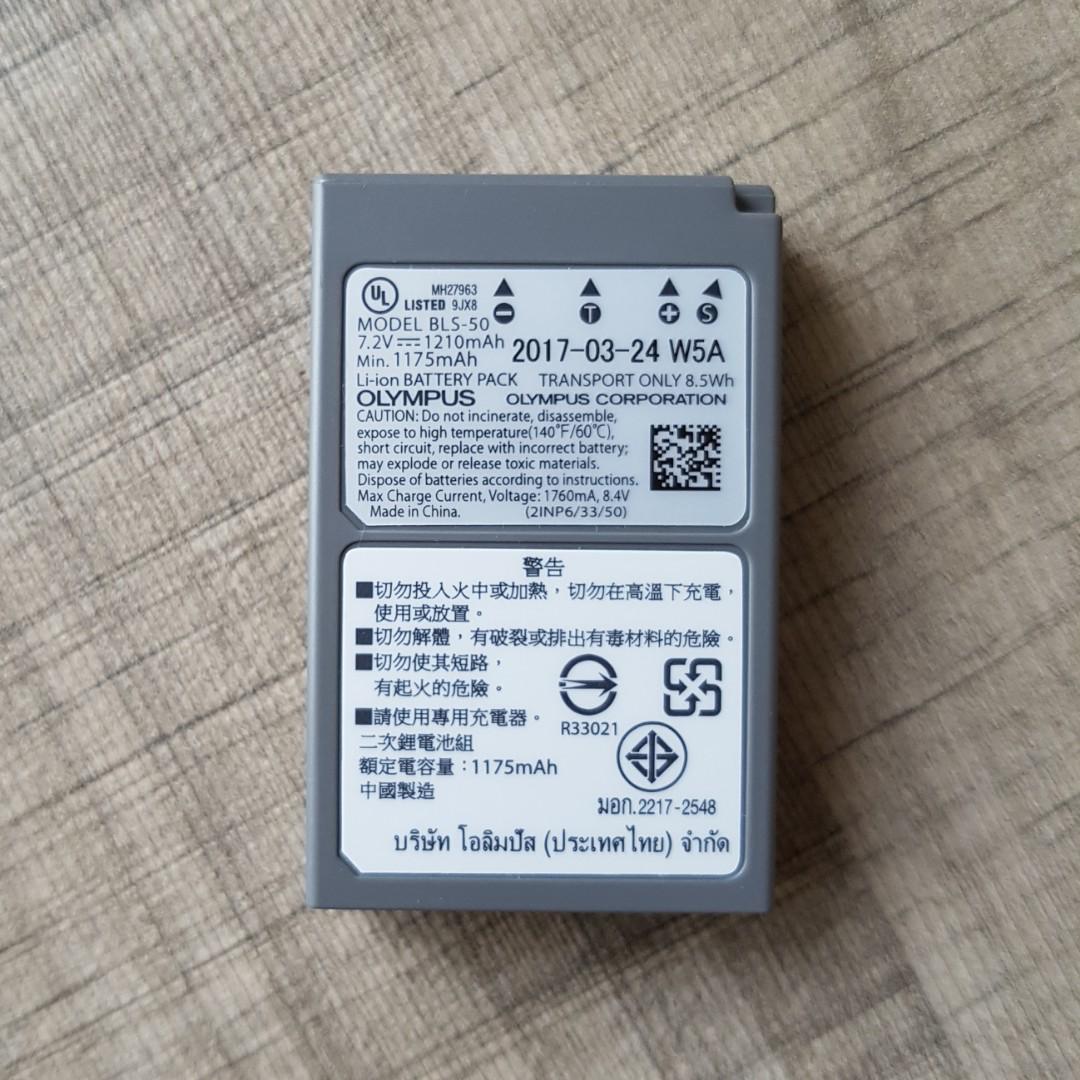 UL
MH27963
LISTED 9JX8
− T + S
MODEL BLS-50
7.2V⎓1210mAh
Min. 1175mAh
2017-03-24 W5A
Li-ion BATTERY PACK TRANSPORT ONLY 8.5Wh
OLYMPUS OLYMPUS CORPORATION
CAUTION: Do not incinerate, disassemble,
expose to high temperature(140°F/60°C),
short circuit, replace with incorrect battery;
may explode or release toxic materials.
Dispose of batteries according to instructions.
Max Charge Current, Voltage: 1760mA, 8.4V
Made in China. (2INP6/33/50)
警告
■切勿投入火中或加熱，切勿在高溫下充電，
使用或放置。
■切勿解體，有破裂或排出有毒材料的危險。
■切勿使其短路，
有起火的危險。
■請使用專用充電器。
R33021
二次鋰電池組
額定電容量：1175mAh
中國製造
มอก.2217-2548
บริษัท โอลิมปัส (ประเทศไทย) จำกัด